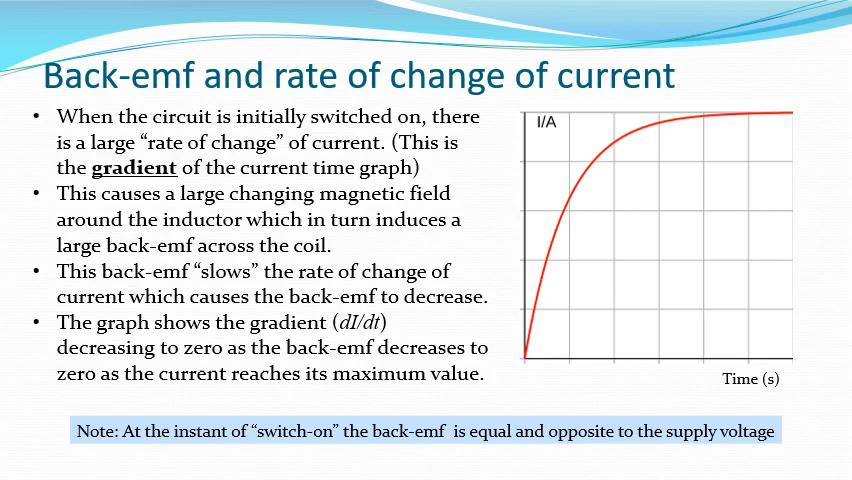 Back-emf and rate of change of current
• When the circuit is initially switched on, there
is a large “rate of change” of current. (This is
the gradient of the current time graph)
• This causes a large changing magnetic field
around the inductor which in turn induces a
large back-emf across the coil.
• This back-emf “slows” the rate of change of
current which causes the back-emf to decrease.
• The graph shows the gradient (dI/dt)
decreasing to zero as the back-emf decreases to
zero as the current reaches its maximum value.
I/A
Time (s)
Note: At the instant of “switch-on” the back-emf  is equal and opposite to the supply voltage